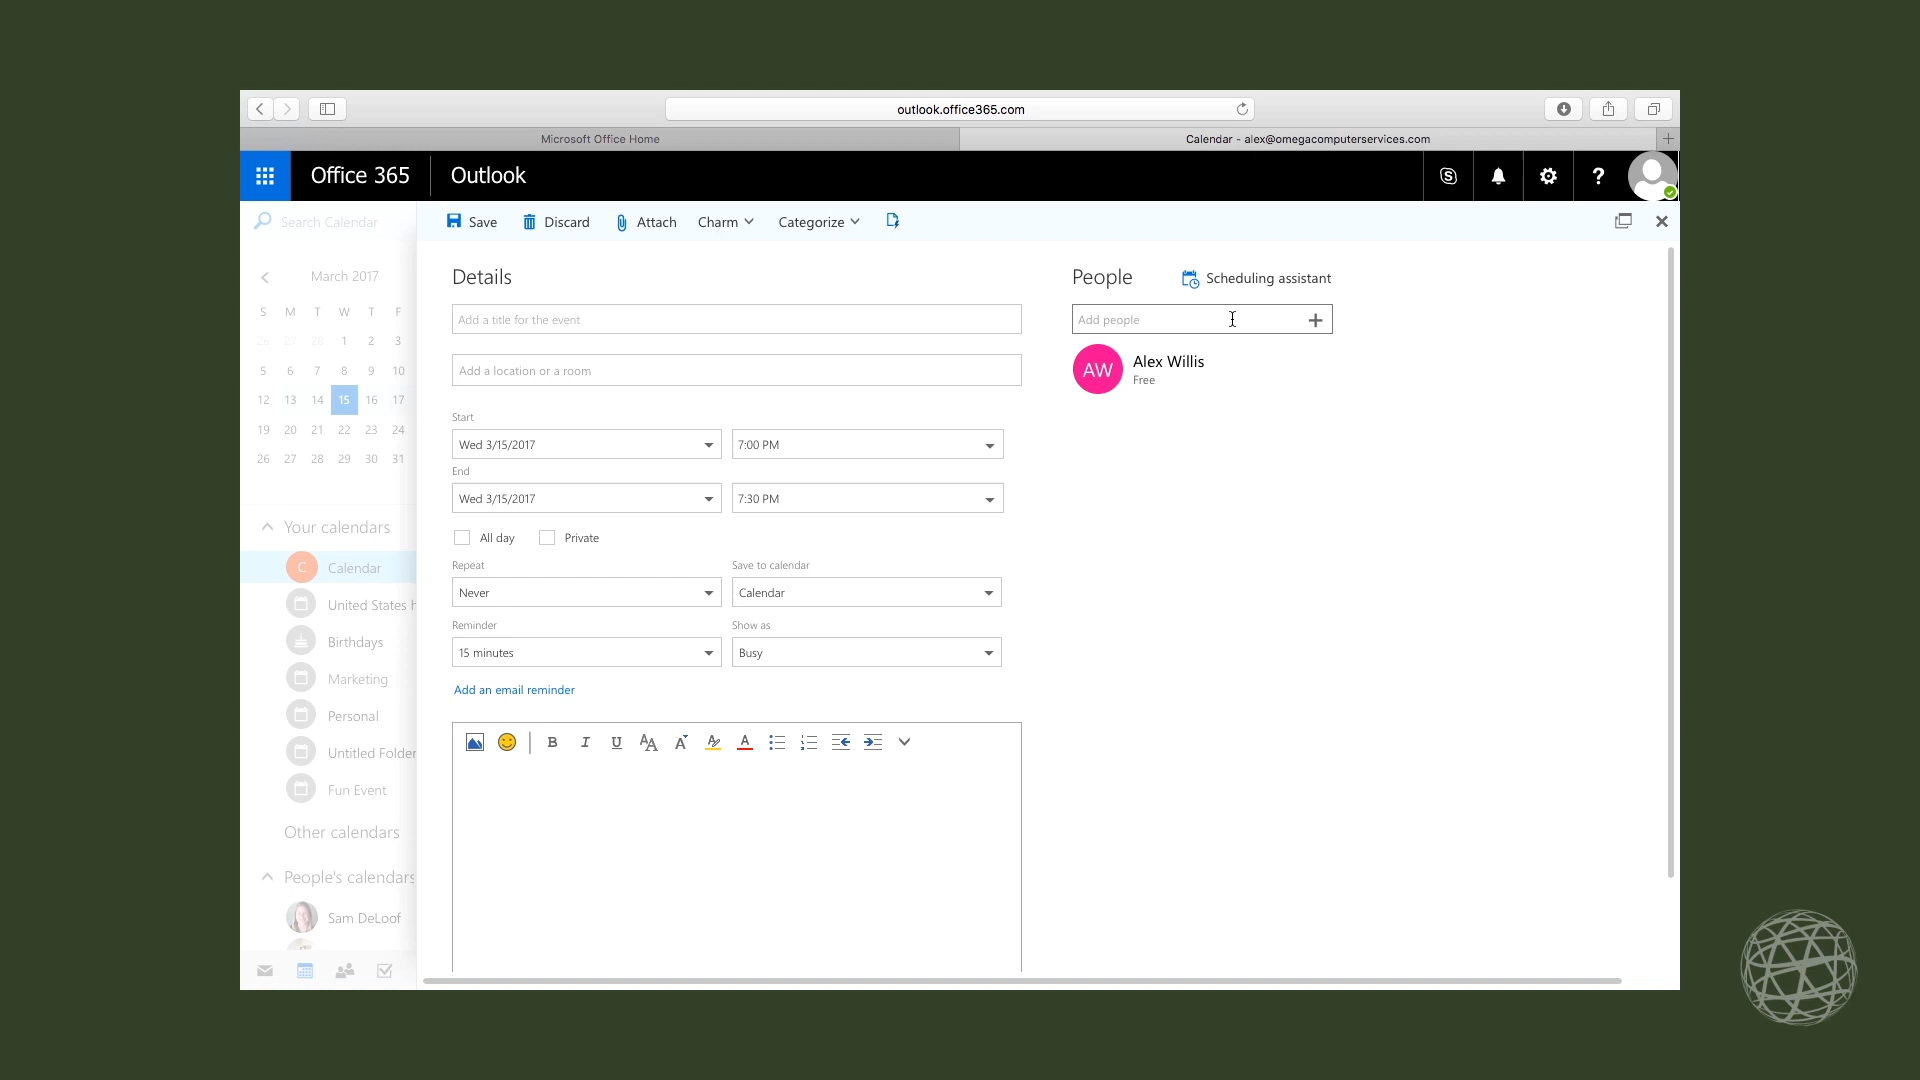 outlook.office365.com
Microsoft Office Home
Calendar - alex@omegacomputerservices.com
Office 365
Outlook
Search Calendar
Save
Discard
Attach
Charm
Categorize
March 2017
S M T W T F
26 27 28 1 2 3
5 6 7 8 9 10
12 13 14 15 16 17
19 20 21 22 23 24
26 27 28 29 30 31
Your calendars
C Calendar
United States h
Birthdays
Marketing
Personal
Untitled Folder
Fun Event
Other calendars
People's calendars
Sam DeLoof
Details
Add a title for the event
Add a location or a room
Start
Wed 3/15/2017 7:00 PM
End
Wed 3/15/2017 7:30 PM
All day Private
Repeat Save to calendar
Never Calendar
Reminder Show as
15 minutes Busy
Add an email reminder
B I U
People
Scheduling assistant
Add people
AW Alex Willis
Free